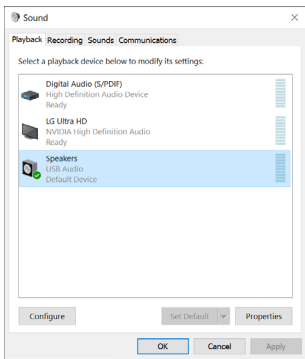 Sound
Playback Recording Sounds Communications
Select a playback device below to modify its settings:
Digital Audio (S/PDIF)
High Definition Audio Device
Ready
LG Ultra HD
NVIDIA High Definition Audio
Ready
Speakers
USB Audio
Default Device
Configure Set Default Properties
OK Cancel Apply